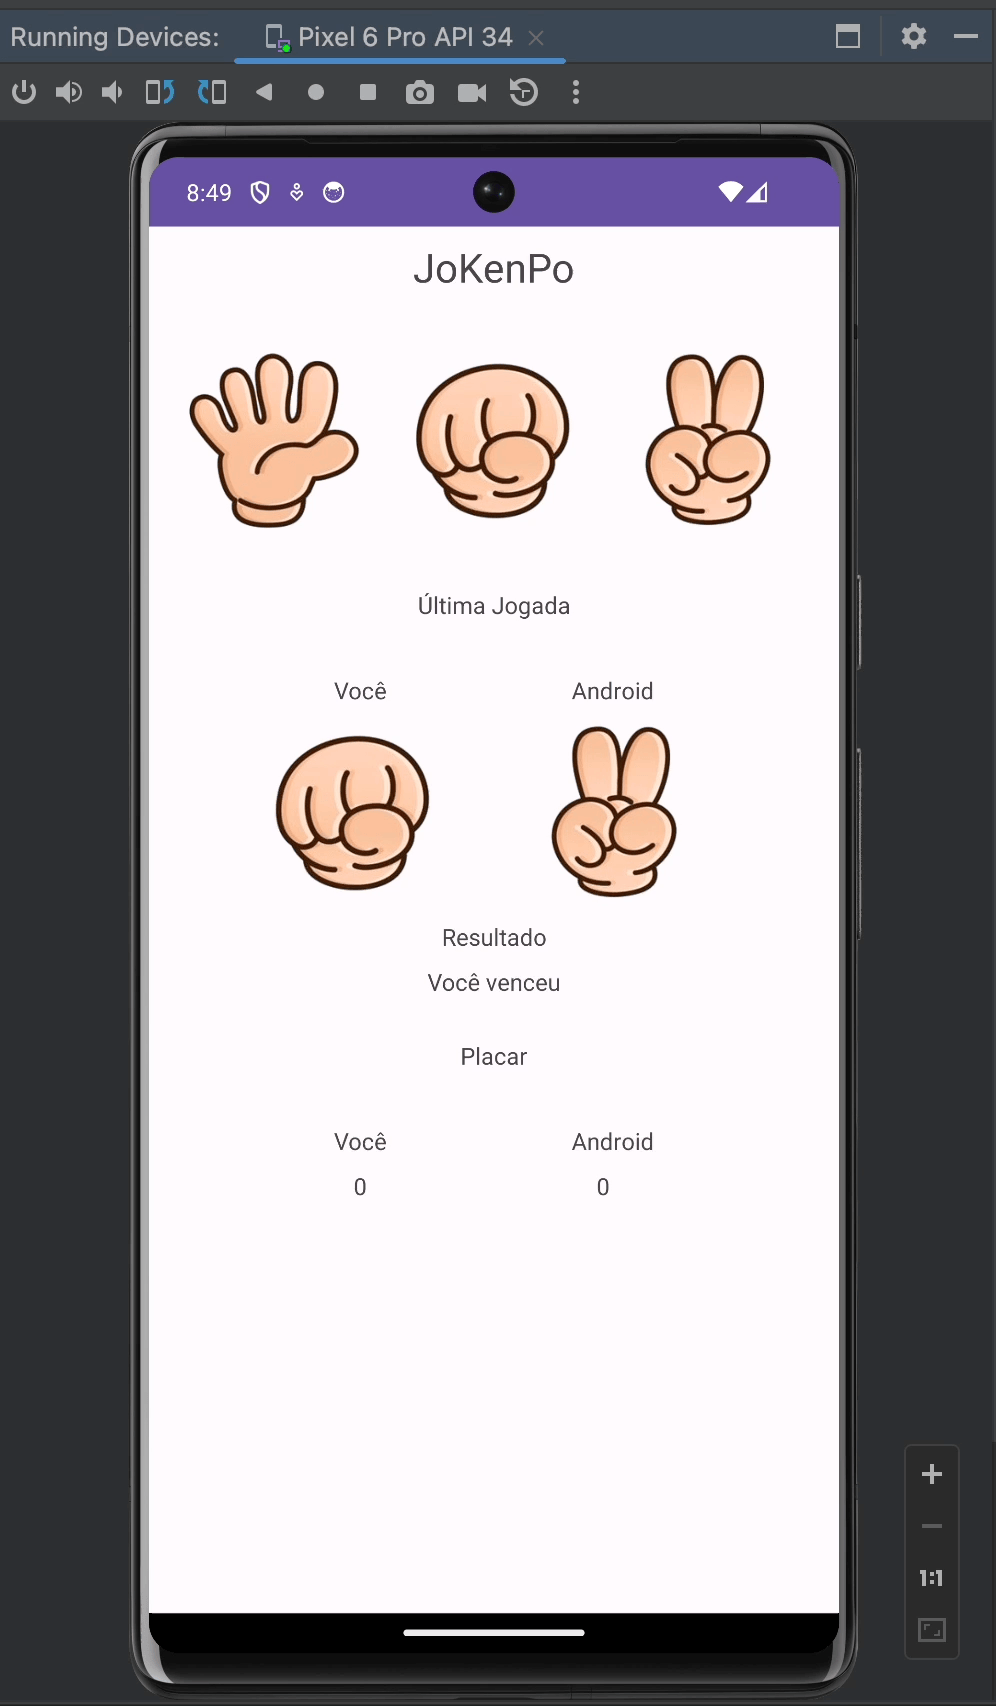 Running Devices: Pixel 6 Pro API 34
8:49
JoKenPo
Última Jogada
Você Android
Resultado
Você venceu
Placar
Você Android
0 0
1:1